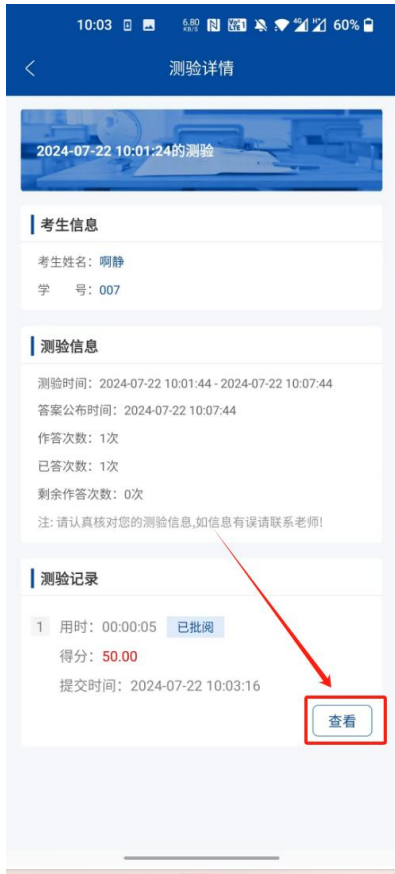 10:03 6.80 KB/S 4G 60%
测验详情
2024-07-22 10:01:24的测验
考生信息
考生姓名：啊静
学 号：007
测验信息
测验时间：2024-07-22 10:01:44 - 2024-07-22 10:07:44
答案公布时间：2024-07-22 10:07:44
作答次数：1次
已答次数：1次
剩余作答次数：0次
注: 请认真核对您的测验信息,如信息有误请联系老师!
测验记录
1 用时：00:00:05 已批阅
得分：50.00
提交时间：2024-07-22 10:03:16
查看